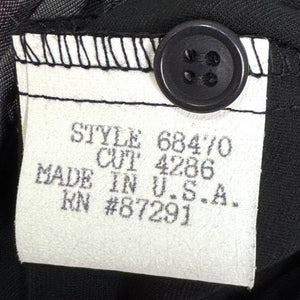 STYLE 68470
CUT 4286
MADE IN U.S.A.
RN #87291